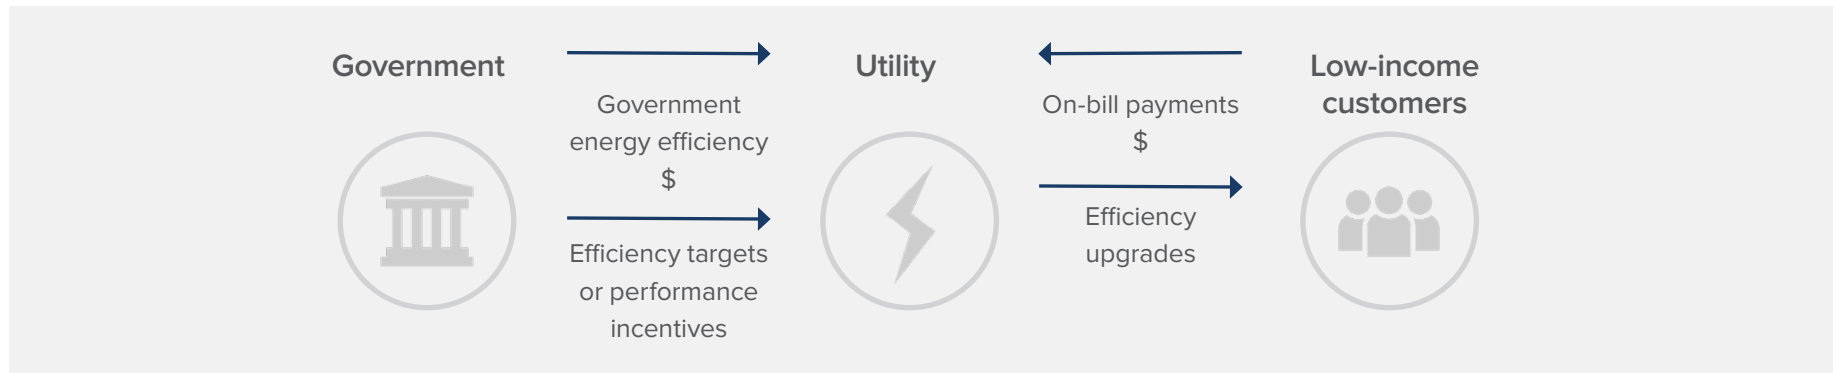 Government
Government
energy efficiency
$
Efficiency targets
or performance
incentives
Utility
On-bill payments
$
Efficiency
upgrades
Low-income
customers